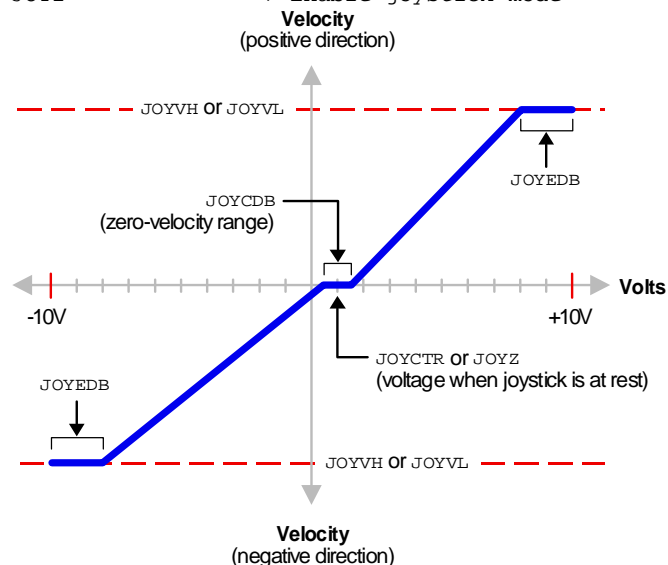 Velocity
(positive direction)
JOYVH or JOYVL
JOYEDB
JOYCDB
(zero-velocity range)
Volts
-10V
+10V
JOYCTR or JOYZ
(voltage when joystick is at rest)
JOYEDB
JOYVH or JOYVL
Velocity
(negative direction)